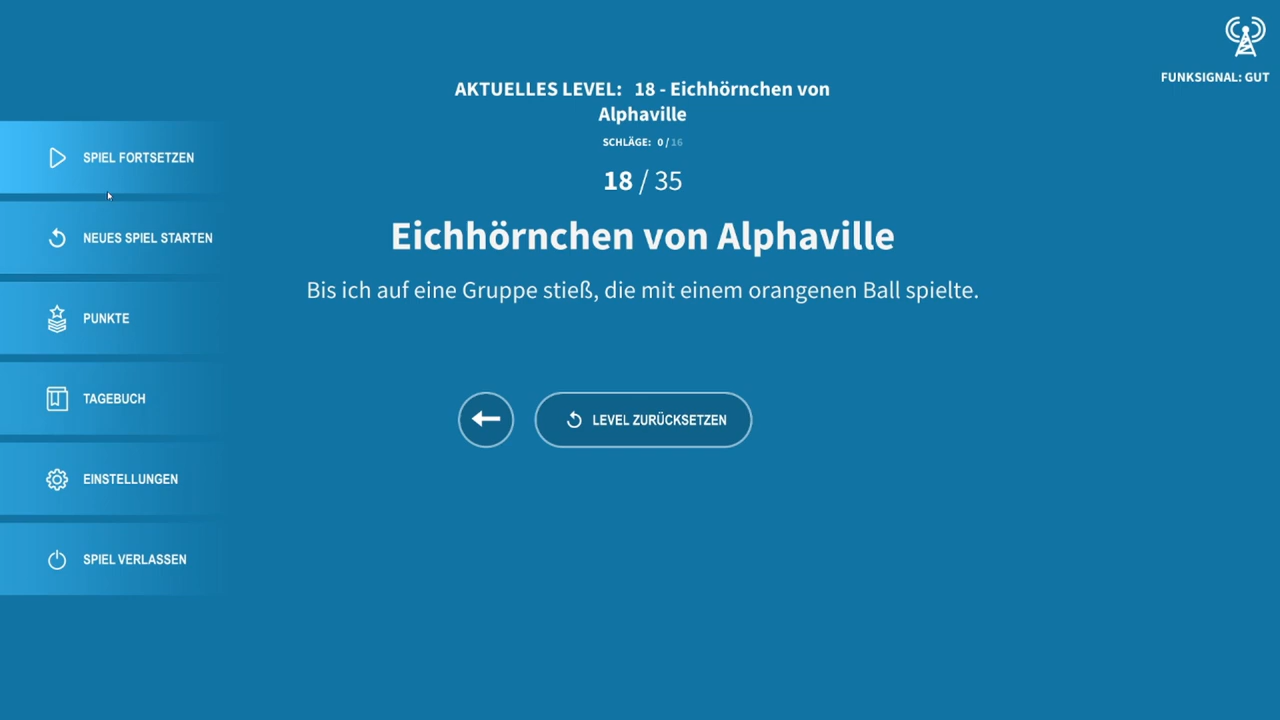 FUNKSIGNAL: GUT
AKTUELLES LEVEL: 18 - Eichhörnchen von
Alphaville
SCHLÄGE: 0 / 16
18 / 35
Eichhörnchen von Alphaville
Bis ich auf eine Gruppe stieß, die mit einem orangenen Ball spielte.
LEVEL ZURÜCKSETZEN
SPIEL FORTSETZEN
NEUES SPIEL STARTEN
PUNKTE
TAGEBUCH
EINSTELLUNGEN
SPIEL VERLASSEN